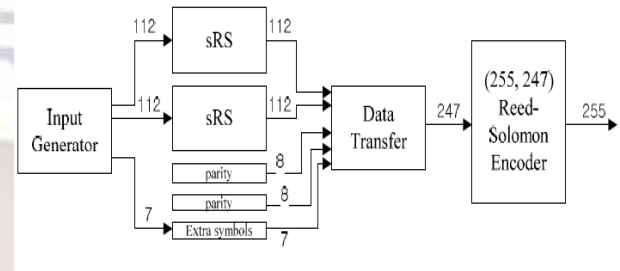 112
sRS
112
112
sRS
112
Input
Generator
Data
Transfer
247
(255, 247)
Reed-
Solomon
Encoder
255
parity
8
parity
8
7
Extra symbols
7